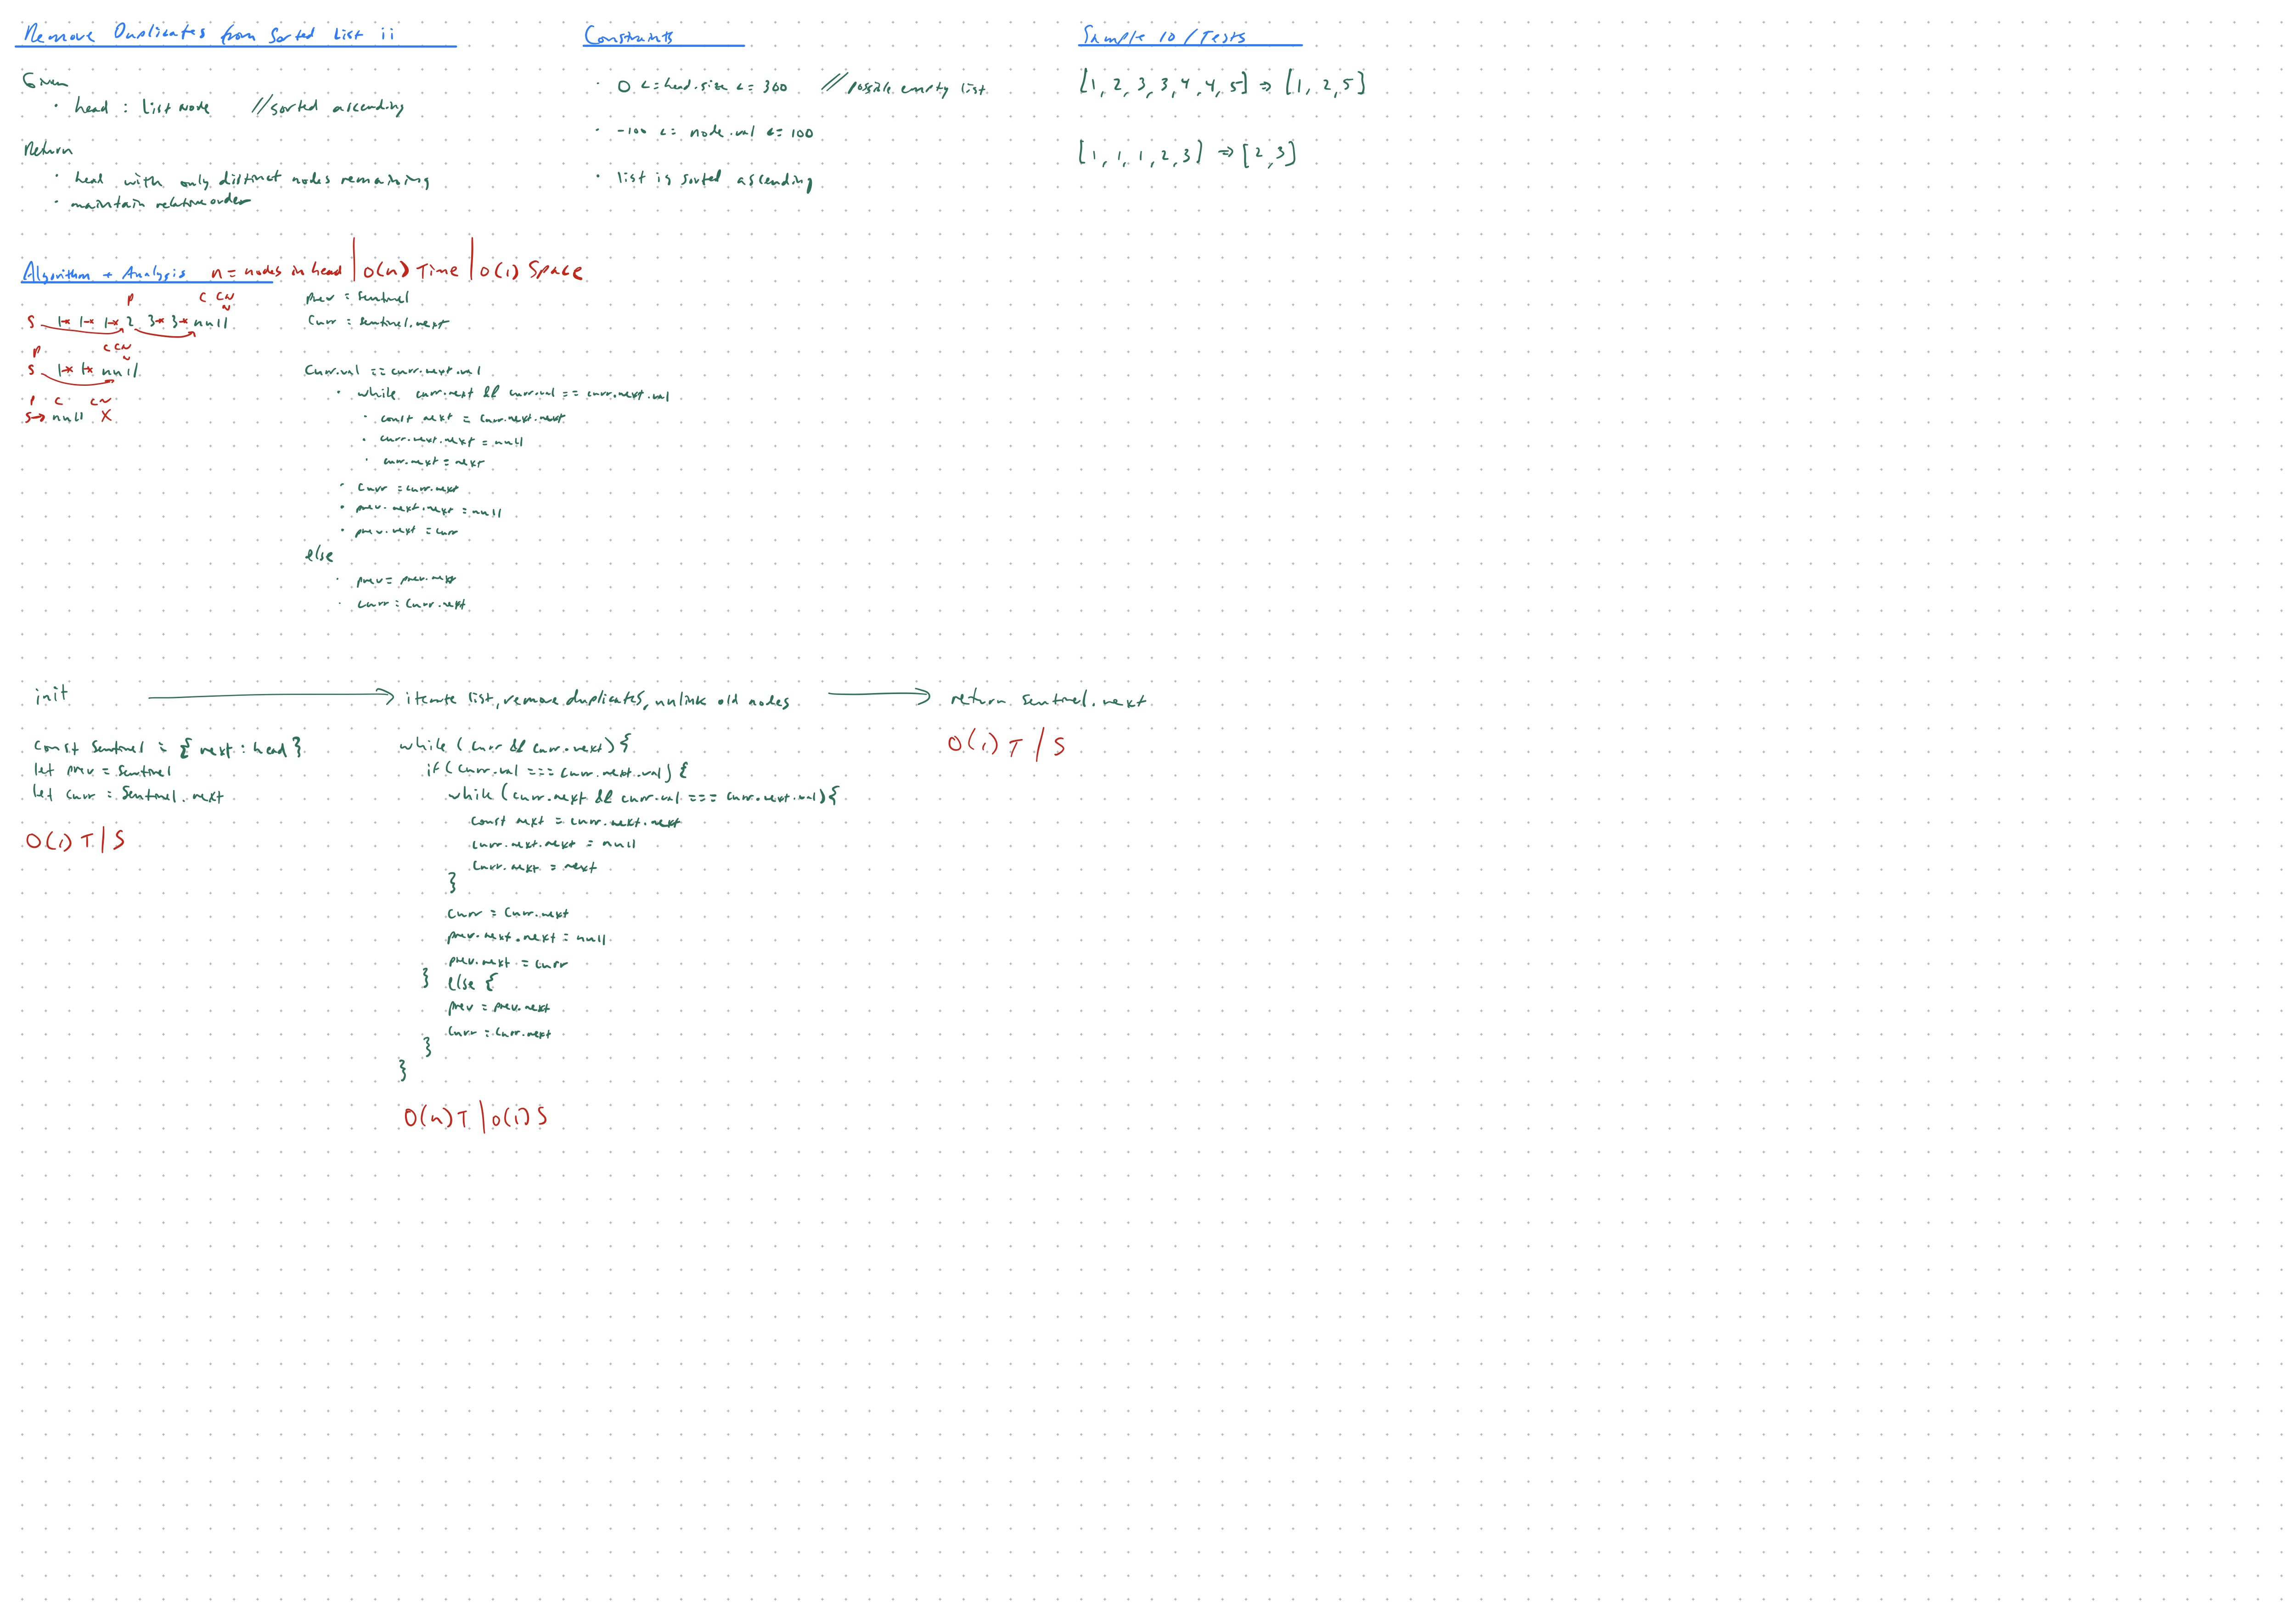 Remove Duplicates from Sorted List ii
Given
· head : List Node //sorted ascending
Return
· head with only distinct nodes remaining
· maintain relative order
Constraints
· 0 <= head.size <= 300 //possible empty list
· -100 <= node.val <= 100
· list is sorted ascending
Sample IO/Tests
[1, 2, 3, 3, 4, 4, 5] => [1, 2, 5]
[1, 1, 1, 2, 3] => [2, 3]
Algorithm + Analysis n = nodes in head | O(n) Time | O(1) Space
P C CN
N
S 1 1 1 2 3 3 null
P C CN
N
S 1 1 null
P C CN
S→ null X
prev = sentinel
curr = sentinel.next
curr.val == curr.next.val
· while curr.next && curr.val == curr.next.val
· const next = curr.next.next
· curr.next.next = null
· curr.next = next
· curr = curr.next
· prev.next.next = null
· prev.next = curr
else
· prev = prev.next
· curr = curr.next
init → iterate list, remove duplicates, unlink old nodes → return sentinel.next
const sentinel = { next : head }
let prev = sentinel
let curr = sentinel.next
O(1) T | S
while (curr && curr.next) {
if (curr.val === curr.next.val) {
while (curr.next && curr.val === curr.next.val) {
const next = curr.next.next
curr.next.next = null
curr.next = next
}
curr = curr.next
prev.next.next = null
prev.next = curr
} else {
prev = prev.next
curr = curr.next
}
}
O(n) T | O(1) S
O(1) T / S